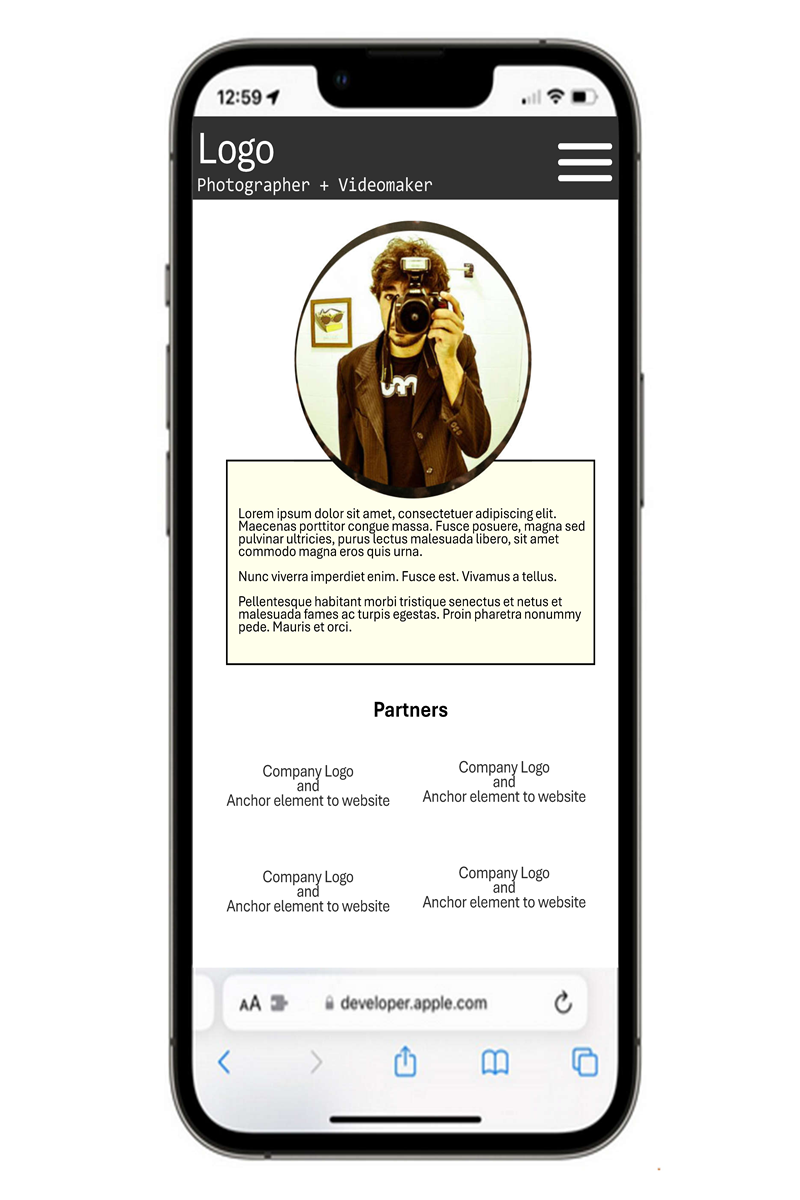 12:59
Logo
Photographer + Videomaker
Lorem ipsum dolor sit amet, consectetuer adipiscing elit.
Maecenas porttitor congue massa. Fusce posuere, magna sed
pulvinar ultricies, purus lectus malesuada libero, sit amet
commodo magna eros quis urna.
Nunc viverra imperdiet enim. Fusce est. Vivamus a tellus.
Pellentesque habitant morbi tristique senectus et netus et
malesuada fames ac turpis egestas. Proin pharetra nonummy
pede. Mauris et orci.
Partners
Company Logo
and
Anchor element to website
Company Logo
and
Anchor element to website
Company Logo
and
Anchor element to website
Company Logo
and
Anchor element to website
AA developer.apple.com